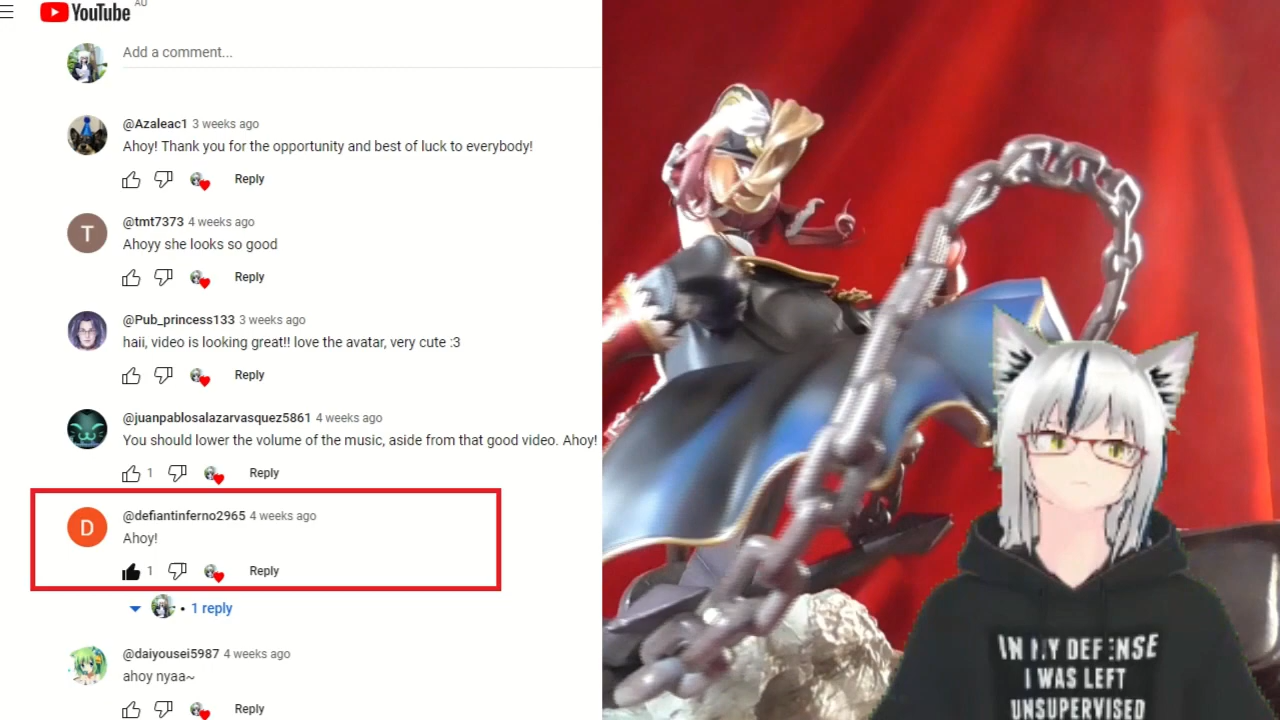 YouTube AU
Add a comment...
@Azaleac1 3 weeks ago
Ahoy! Thank you for the opportunity and best of luck to everybody!
Reply
@tmt7373 4 weeks ago
T
Ahoyy she looks so good
Reply
@Pub_princess133 3 weeks ago
haii, video is looking great!! love the avatar, very cute :3
Reply
@juanpablosalazarvasquez5861 4 weeks ago
You should lower the volume of the music, aside from that good video. Ahoy!
1 Reply
@defiantinferno2965 4 weeks ago
D
Ahoy!
1 Reply
• 1 reply
@daiyousei5987 4 weeks ago
ahoy nyaa~
Reply
IN MY DEFENSE
I WAS LEFT
UNSUPERVISED